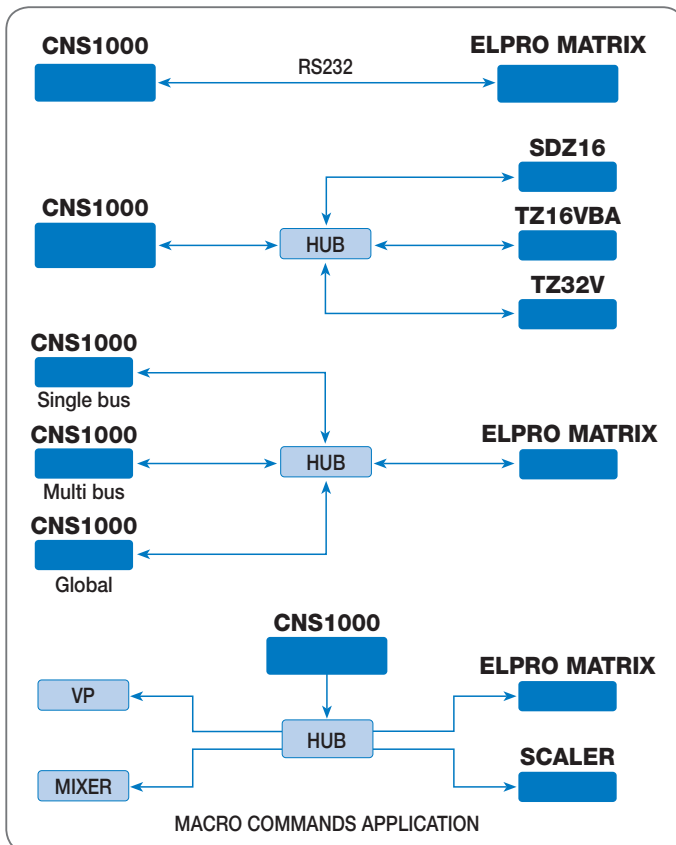 CNS1000
ELPRO MATRIX
RS232
SDZ16
CNS1000
TZ16VBA
HUB
TZ32V
CNS1000
Single bus
CNS1000
ELPRO MATRIX
HUB
Multi bus
CNS1000
Global
CNS1000
ELPRO MATRIX
VP
HUB
SCALER
MIXER
MACRO COMMANDS APPLICATION